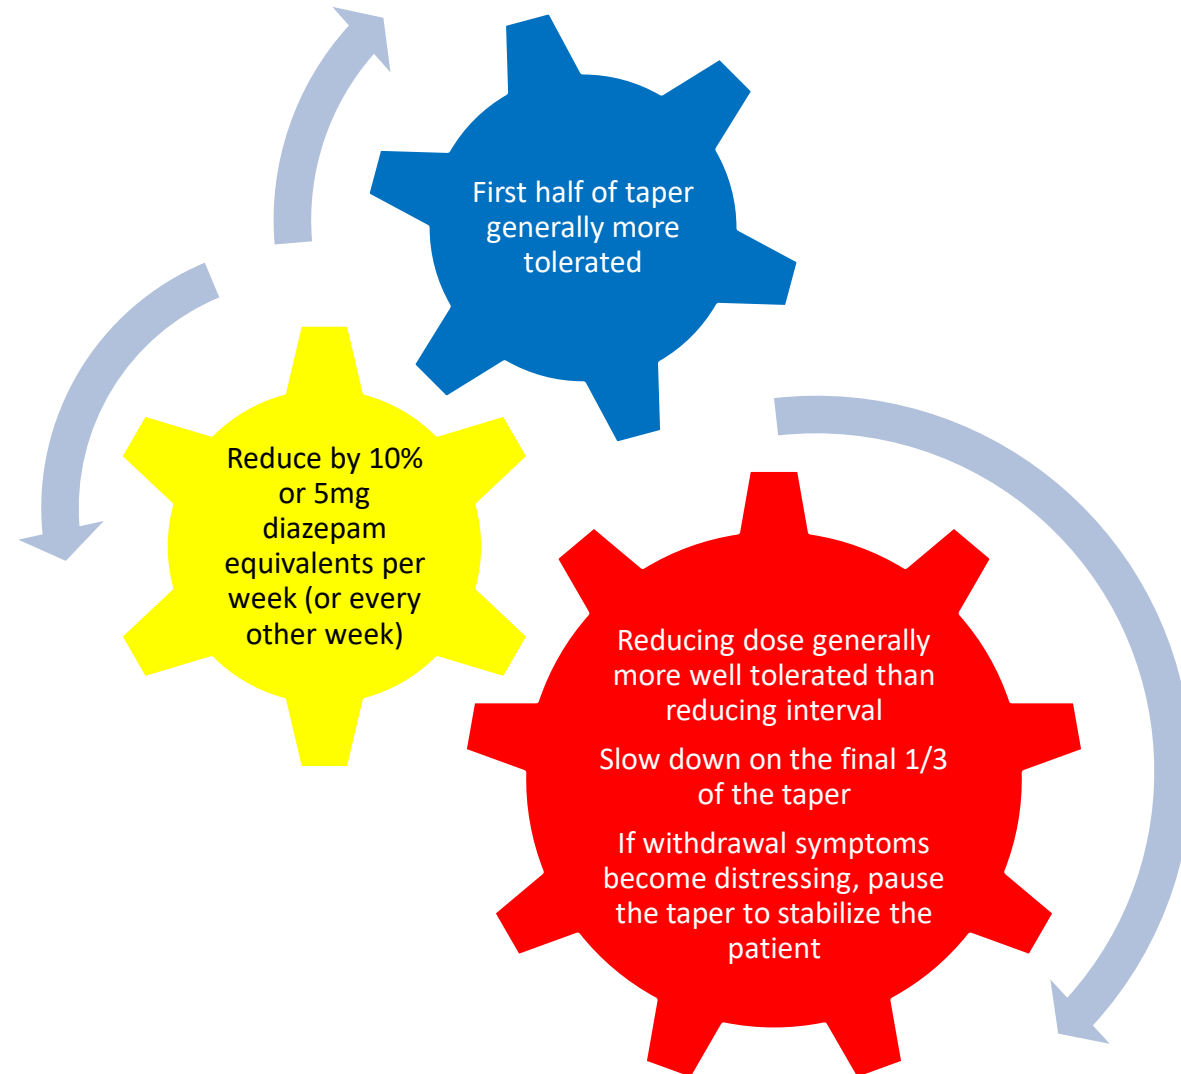 First half of taper
generally more
tolerated
Reduce by 10%
or 5mg
diazepam
equivalents per
week (or every
other week)
Reducing dose generally
more well tolerated than
reducing interval
Slow down on the final 1/3
of the taper
If withdrawal symptoms
become distressing, pause
the taper to stabilize the
patient